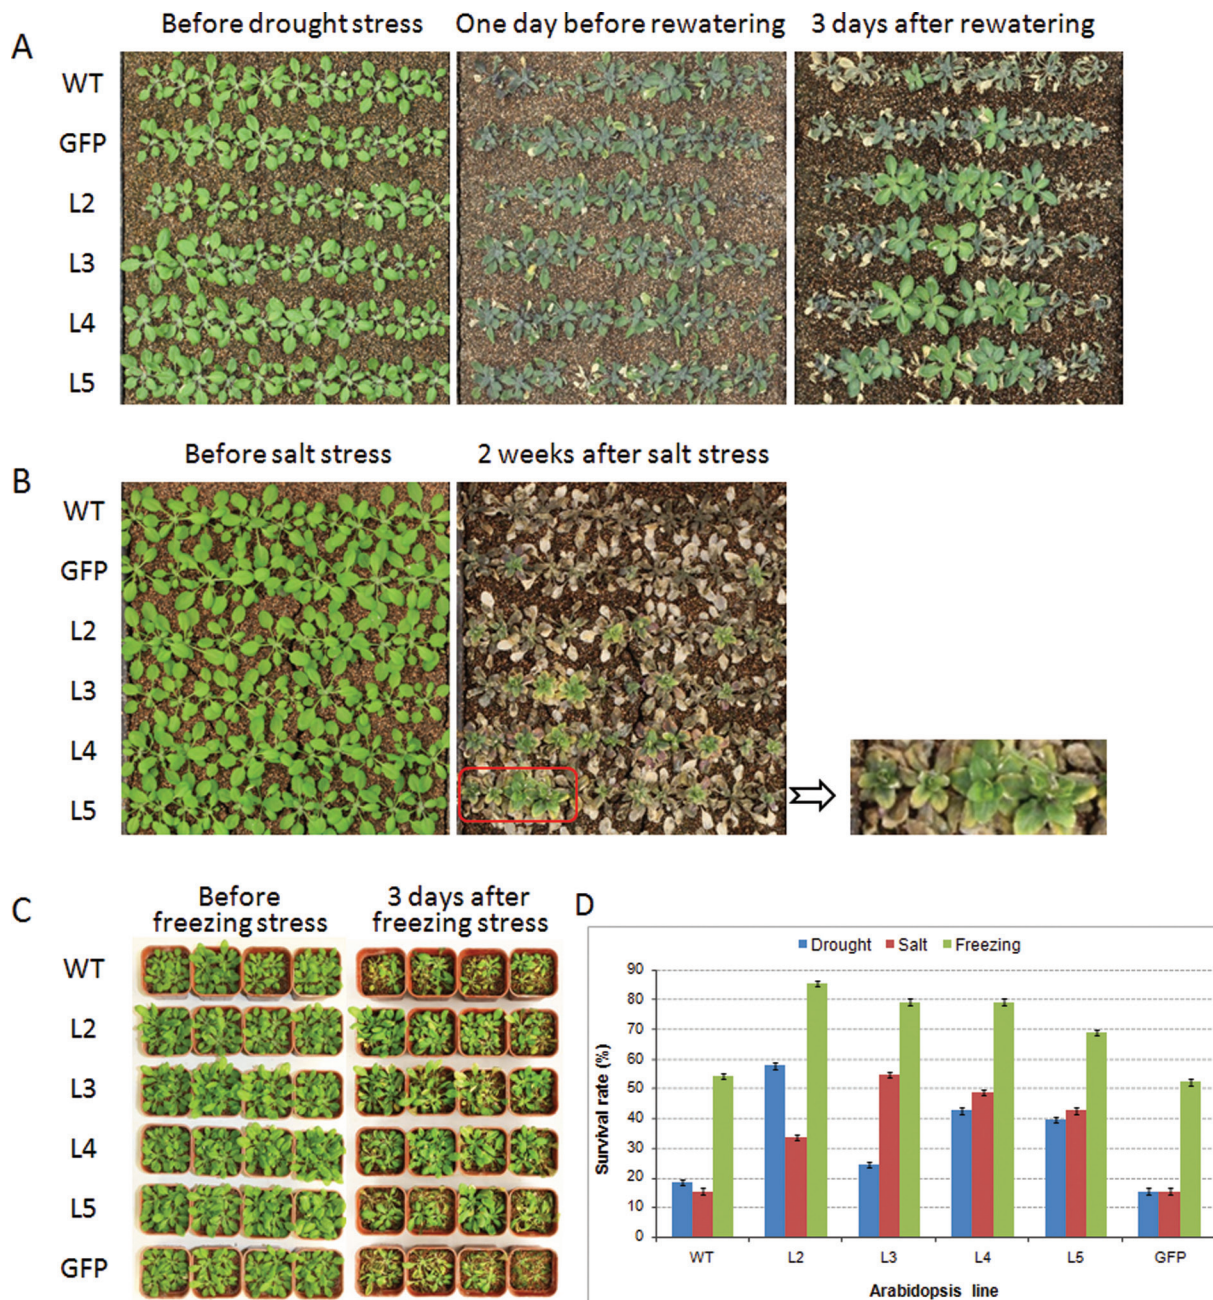 A
Before drought stress
One day before rewatering
3 days after rewatering
WT
GFP
L2
L3
L4
L5
B
Before salt stress
2 weeks after salt stress
WT
GFP
L2
L3
L4
L5
C
Before
freezing stress
3 days after
freezing stress
WT
L2
L3
L4
L5
GFP
D
Drought
Salt
Freezing
Survival rate (%)
90
80
70
60
50
40
30
20
10
0
WT
L2
L3
L4
L5
GFP
Arabidopsis line